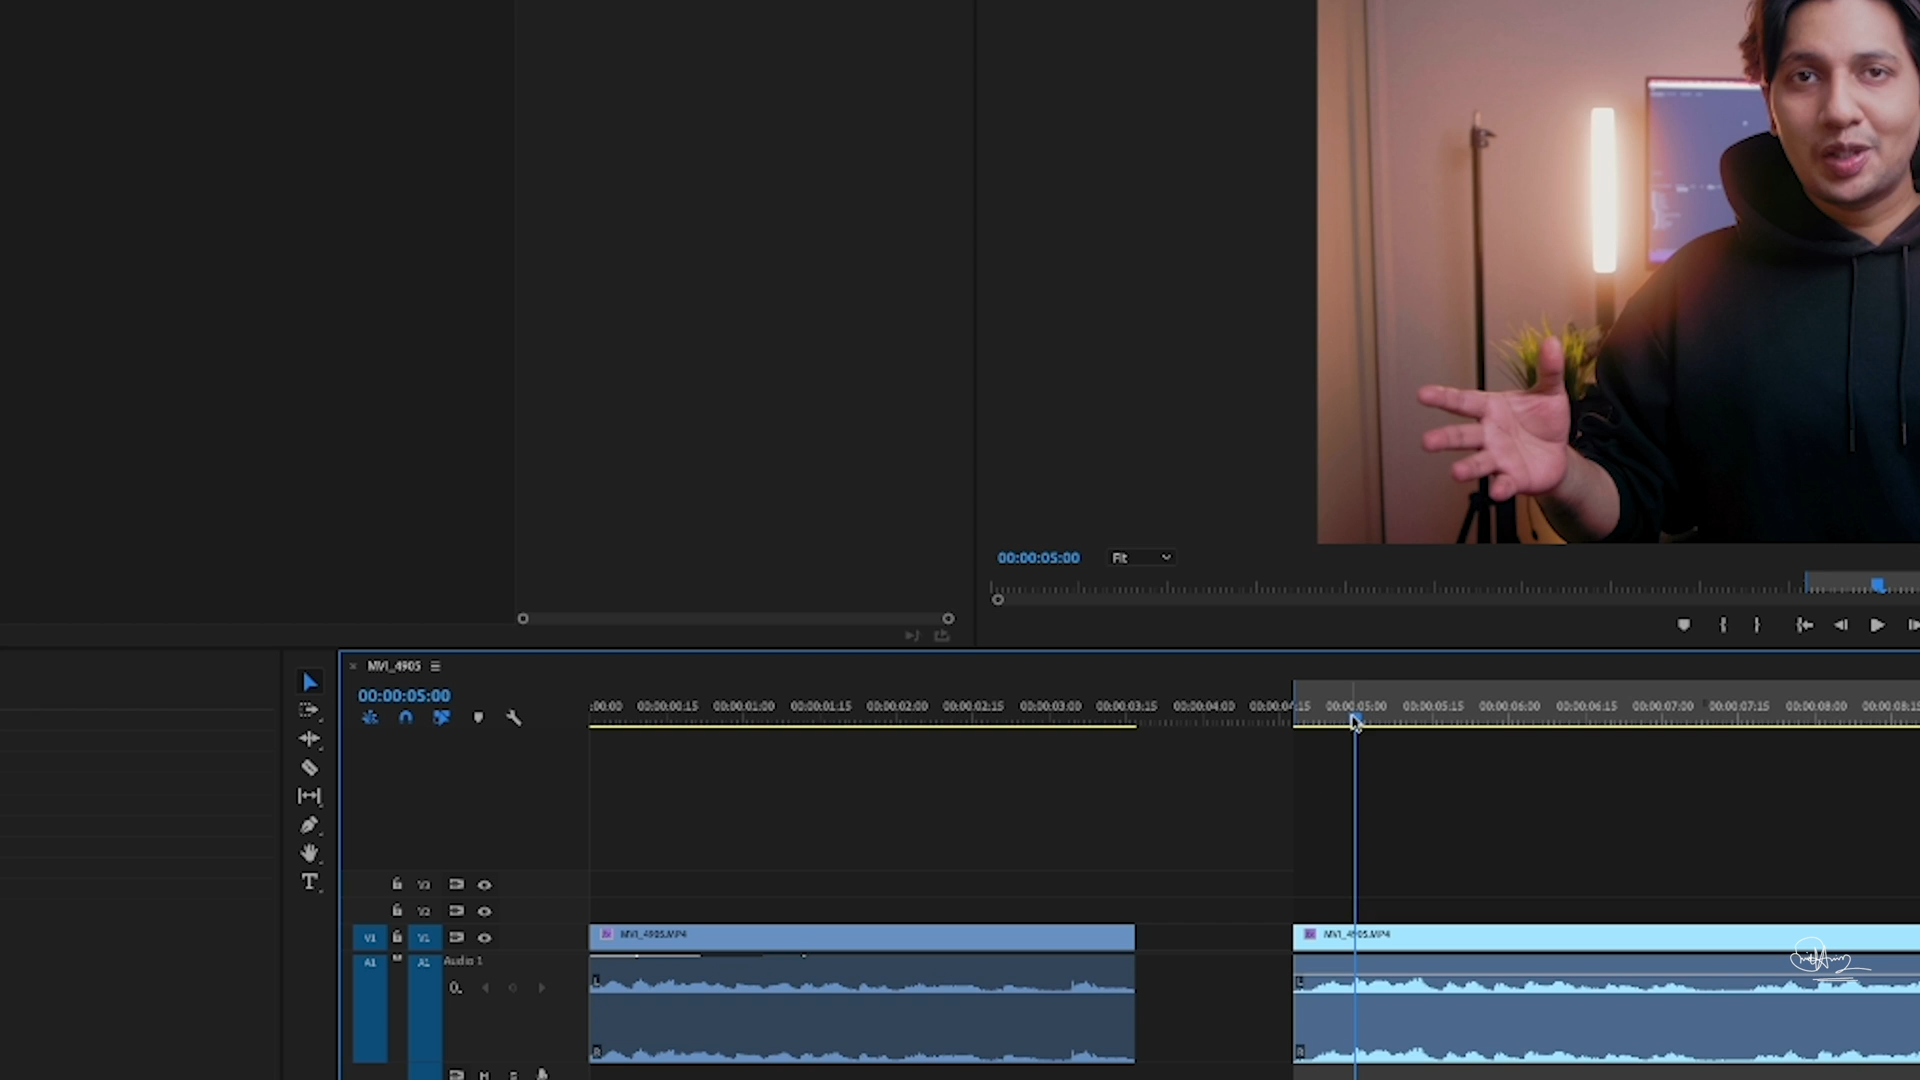 00:00:05:00 Fit
MVI_4905
00:00:05:00
:00:00 00:00:00:15 00:00:01:00 00:00:01:15 00:00:02:00 00:00:02:15 00:00:03:00 00:00:03:15 00:00:04:00 00:00:05:00 00:00:05:15 00:00:06:00 00:00:06:15 00:00:07:00 00:00:07:15 00:00:08:00 00:00:08:15
V3
V2
V1 V1 MVI_4905.MP4 MVI_4905.MP4
A1 A1 Audio 1
L L
R R
M S